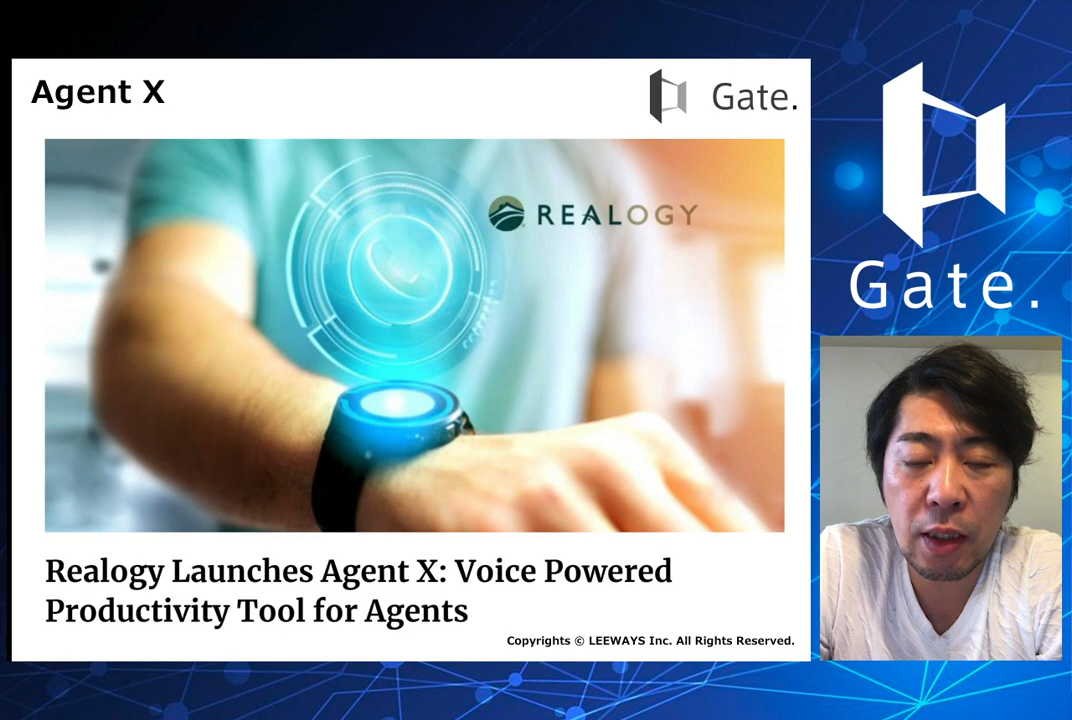 Agent X
Gate.
REALOGY
Realogy Launches Agent X: Voice Powered
Productivity Tool for Agents
Copyrights © LEEWAYS Inc. All Rights Reserved.
Gate.